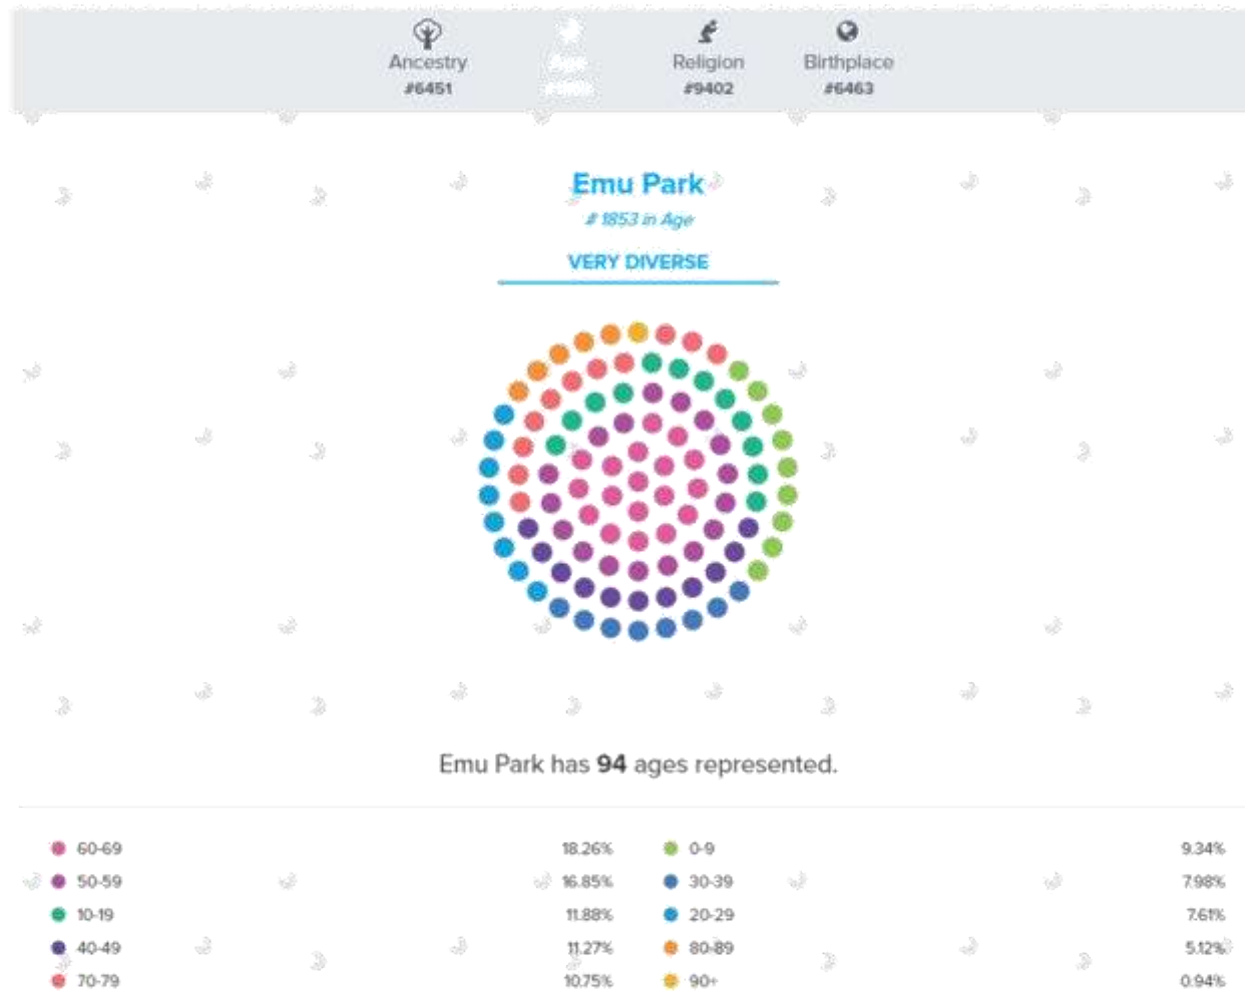 Ancestry
#6451
Religion
#9402
Birthplace
#6463
Emu Park
# 1853 in Age
VERY DIVERSE
Emu Park has 94 ages represented.
60-69 18.26%
50-59 16.85%
10-19 11.88%
40-49 11.27%
70-79 10.75%
0-9 9.34%
30-39 7.98%
20-29 7.61%
80-89 5.12%
90+ 0.94%